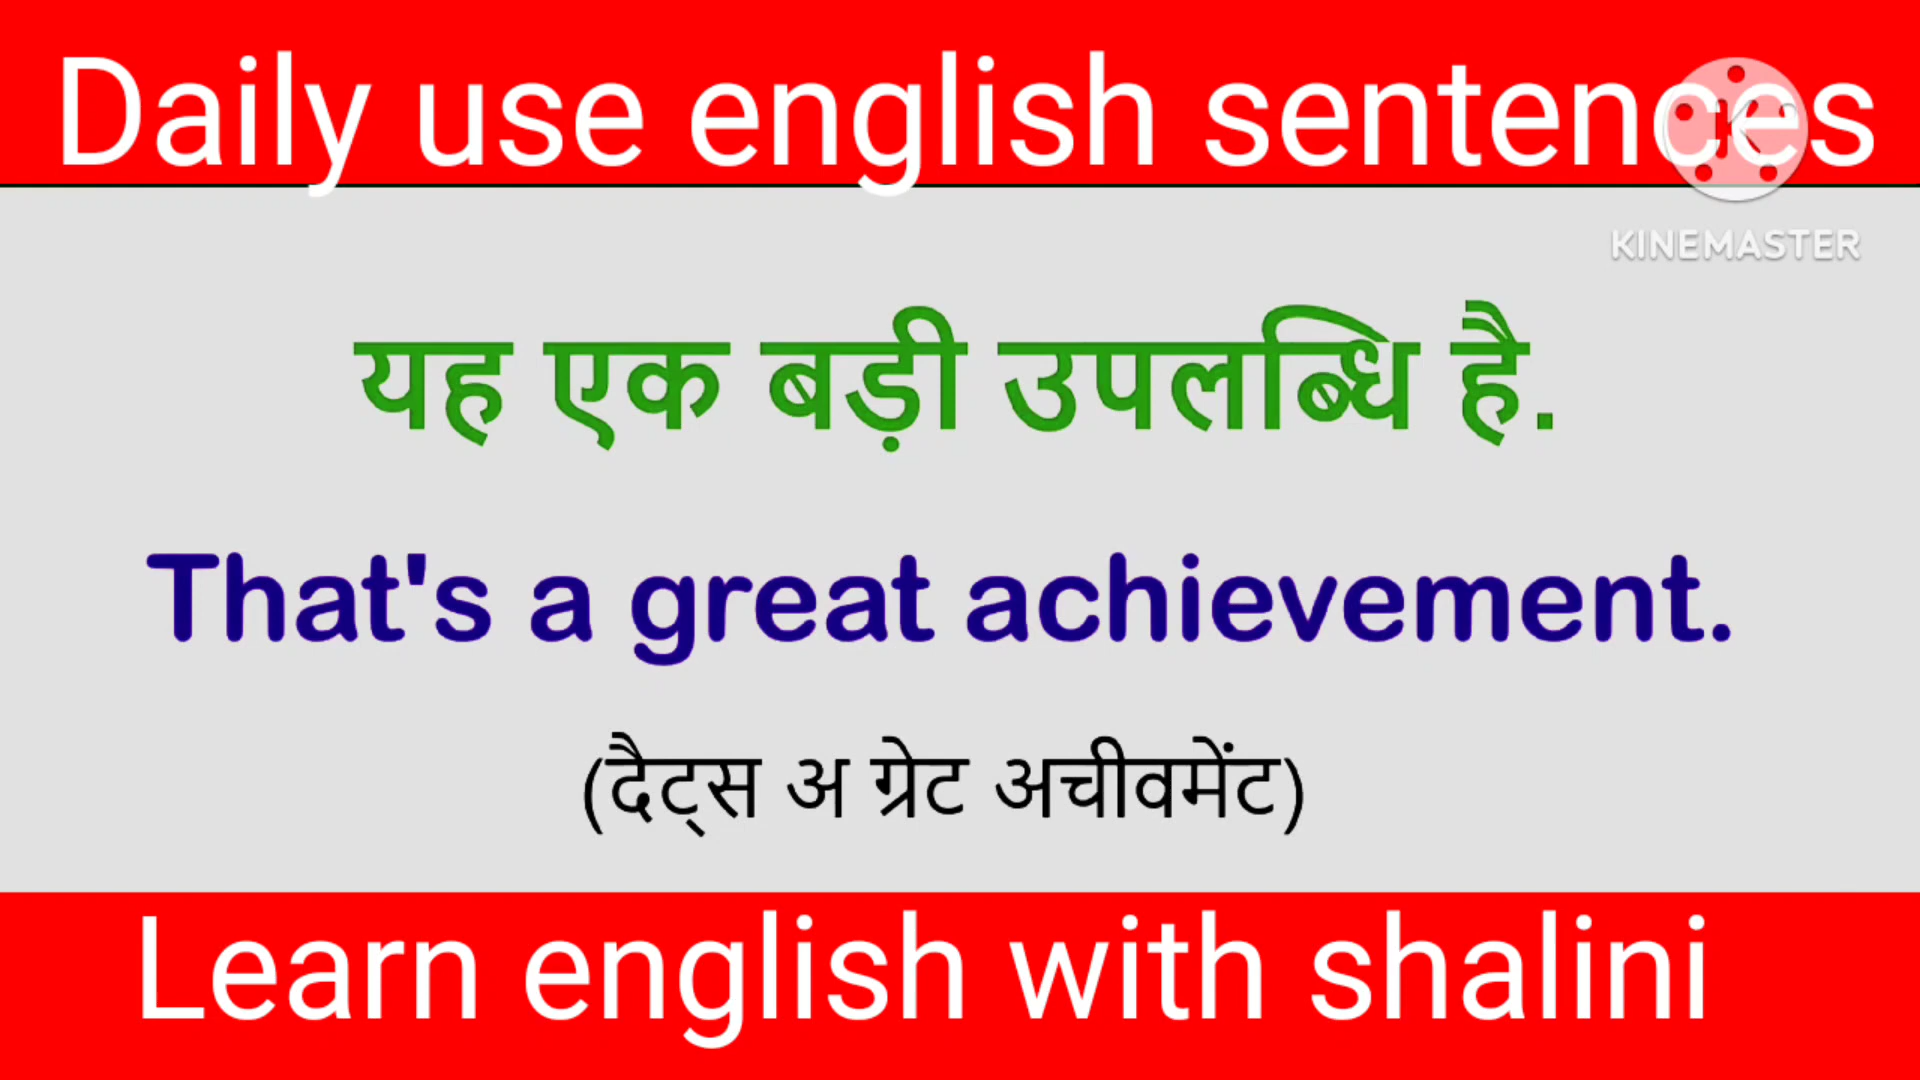 Daily use english sentences
KINEMASTER
यह एक बड़ी उपलब्धि है.
That's a great achievement.
(दैट्स अ ग्रेट अचीवमेंट)
Learn english with shalini